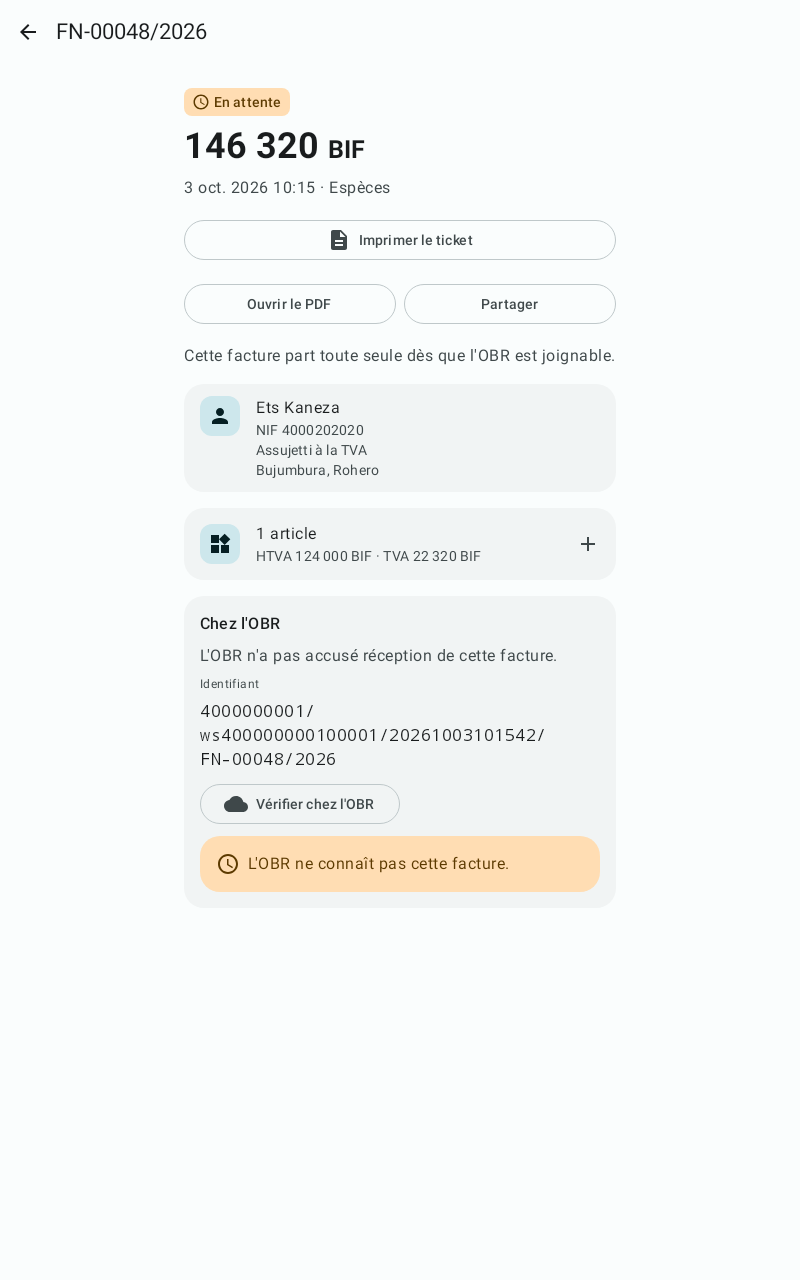 FN-00048/2026
En attente
146 320 BIF
3 oct. 2026 10:15 · Espèces
Imprimer le ticket
Ouvrir le PDF
Partager
Cette facture part toute seule dès que l'OBR est joignable.
Ets Kaneza
NIF 4000202020
Assujetti à la TVA
Bujumbura, Rohero
1 article
HTVA 124 000 BIF · TVA 22 320 BIF
Chez l'OBR
L'OBR n'a pas accusé réception de cette facture.
Identifiant
4000000001/
ws400000000100001/20261003101542/
FN-00048/2026
Vérifier chez l'OBR
L'OBR ne connaît pas cette facture.